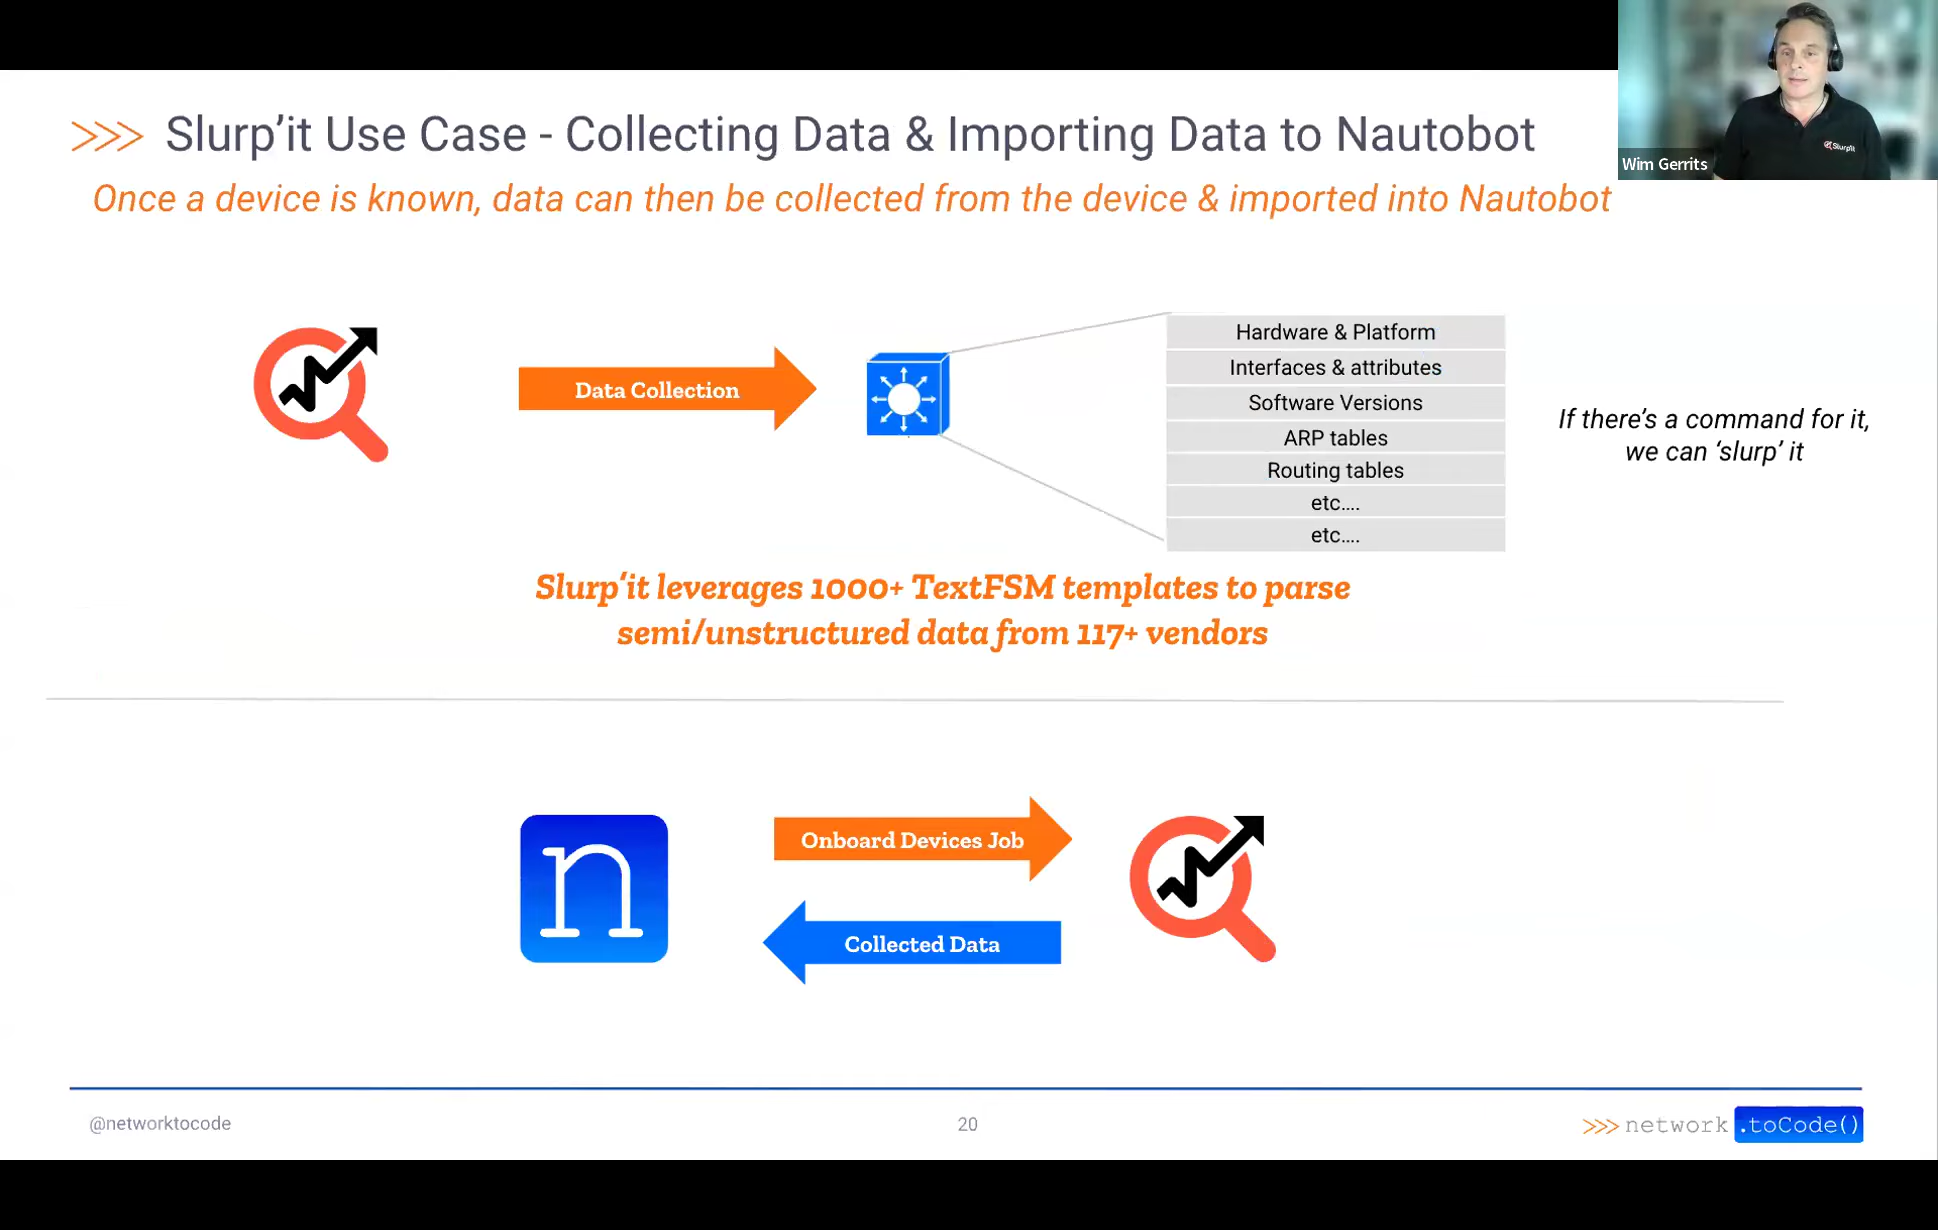 >>> Slurp’it Use Case - Collecting Data & Importing Data to Nautobot
Once a device is known, data can then be collected from the device & imported into Nautobot
Slurp'it
Wim Gerrits
Data Collection
Hardware & Platform
Interfaces & attributes
Software Versions
ARP tables
Routing tables
etc....
etc....
If there’s a command for it,
we can ‘slurp’ it
Slurp’it leverages 1000+ TextFSM templates to parse
semi/unstructured data from 117+ vendors
n
Onboard Devices Job
Collected Data
@networktocode
20
>>> network .toCode()